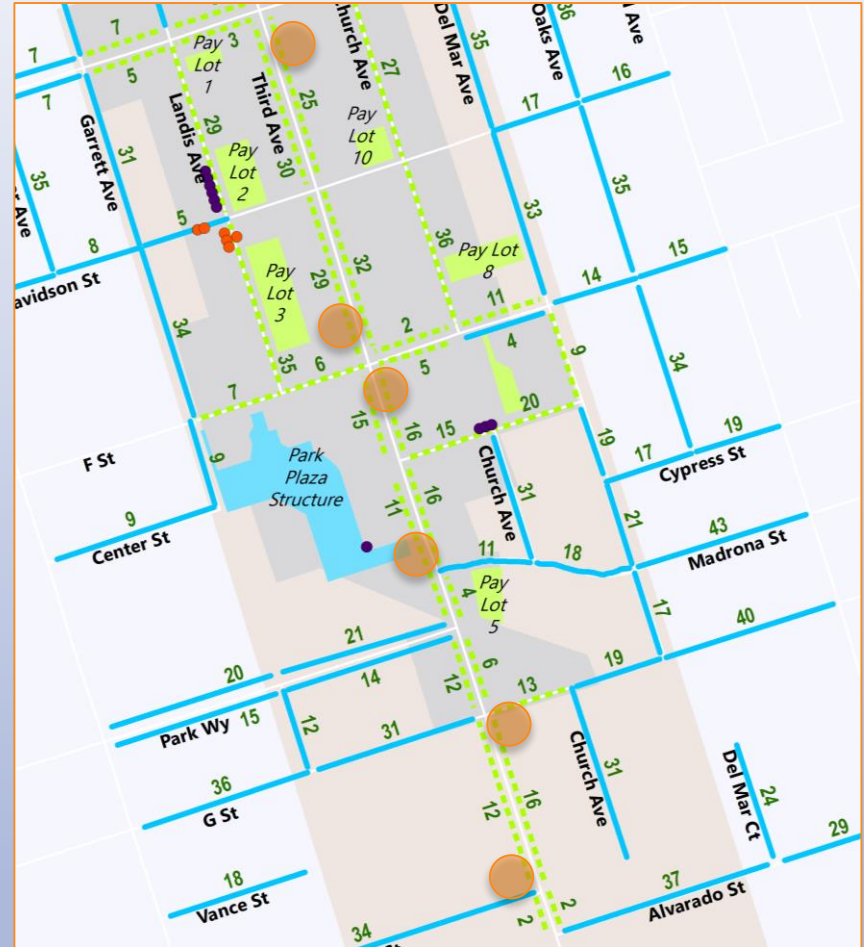 7
7
5
7
3
Pay
Lot
1
Third Ave
Church Ave
27
25
30
Del Mar Ave
35
Oaks Ave
36
Ave
16
17
Garrett Ave
31
Landis Ave
29
Pay
Lot
2
Pay
Lot
10
35
33
35
5
8
Davidson St
34
Pay
Lot
3
29
32
36
Pay Lot
8
11
15
14
2
4
5
6
35
7
9
34
15
16
15
20
19
17
19
Cypress St
F St
9
Park
Plaza
Structure
11
16
Church Ave
31
21
43
Madrona St
9
Center St
11
18
Pay
Lot
5
4
17
40
21
20
14
15
Park Wy
12
6
12
13
19
31
36
G St
16
12
Church Ave
31
Del Mar Ct
24
29
18
Vance St
37
Alvarado St
2
2
34